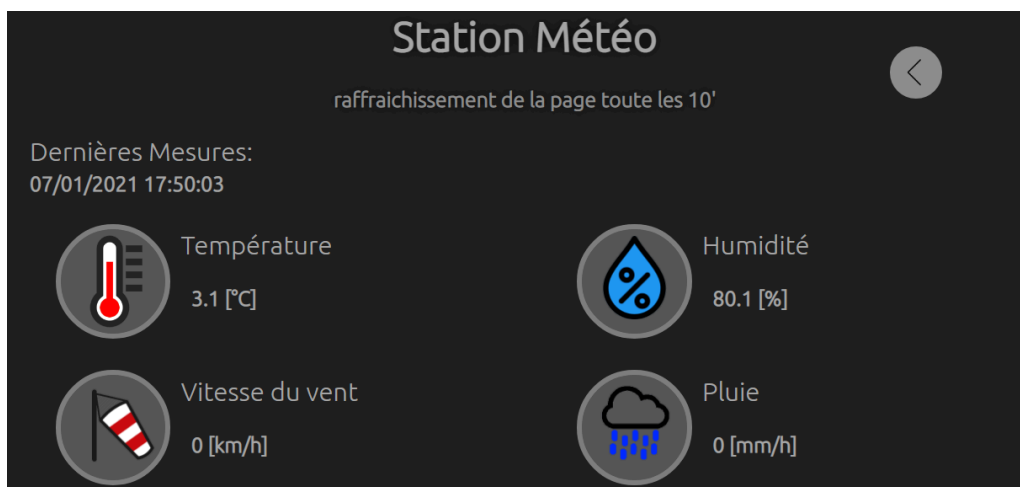 Station Météo
raffraichissement de la page toute les 10'
Dernières Mesures:
07/01/2021 17:50:03
Température
3.1 [°C]
Humidité
80.1 [%]
Vitesse du vent
0 [km/h]
Pluie
0 [mm/h]